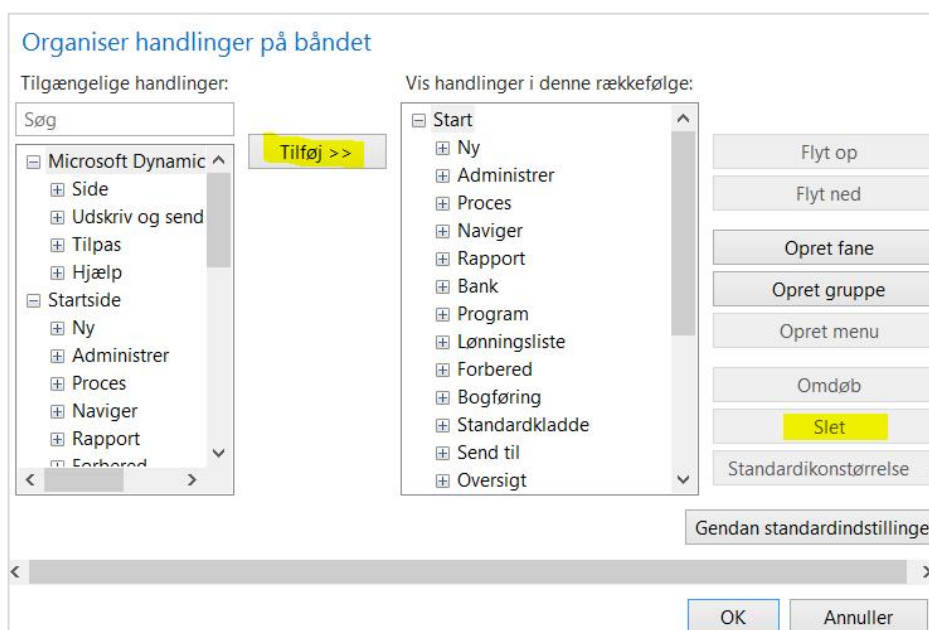 Organiser handlinger på båndet
Tilgængelige handlinger:
Vis handlinger i denne rækkefølge:
Søg
Tilføj >>
Microsoft Dynamic
Side
Udskriv og send
Tilpas
Hjælp
Startside
Ny
Administrer
Proces
Naviger
Rapport
Forbered
Start
Ny
Administrer
Proces
Naviger
Rapport
Bank
Program
Lønningsliste
Forbered
Bogføring
Standardkladde
Send til
Oversigt
Flyt op
Flyt ned
Opret fane
Opret gruppe
Opret menu
Omdøb
Slet
Standardikonstørrelse
Gendan standardindstillinge
OK
Annuller